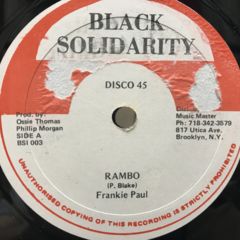 BLACK
SOLIDARITY
DISCO 45
Prod. by:
Ossie Thomas
Phillip Morgan
SIDE A
BSI 003
Music Master
Ph: 718-342-3579
817 Utica Ave.
Brooklyn, N.Y.
RAMBO
(P. Blake)
Frankie Paul
UNAUTHORISED COPYING OF THIS RECORDING IS STRICTLY PROHIBITED